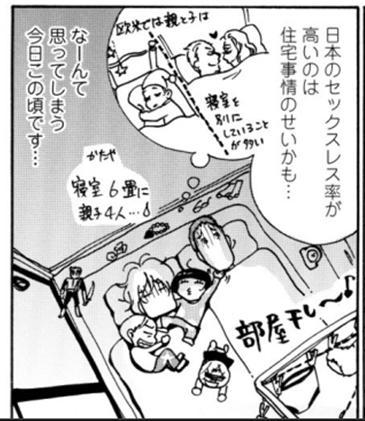 日本のセックスレス率が
高いのは
住宅事情のせいかも…
欧米では親と子は
寝室を
別に
していること
が多い
なーんて
思ってしまう
今日この頃です…
かたや
寝室6畳に
親子4人…!
部屋干し〜♪